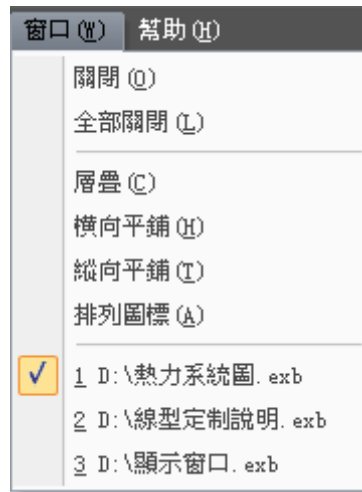 窗口(W) 幫助(H)
關閉(O)
全部關閉(L)
層疊(C)
橫向平鋪(H)
縱向平鋪(T)
排列圖標(A)
1 D:\熱力系統圖.exb
2 D:\線型定制說明.exb
3 D:\顯示窗口.exb